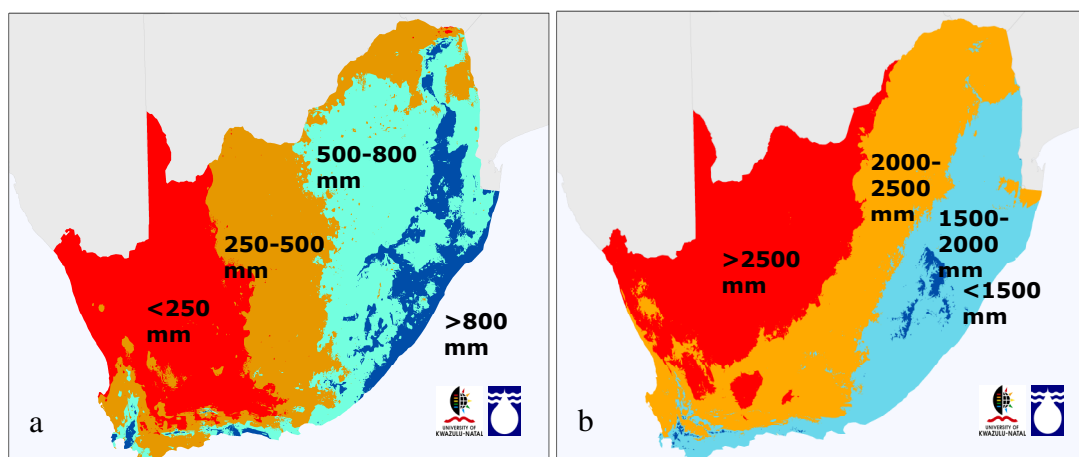 500-800
mm
250-500
mm
<250
mm
>800
mm
a
UNIVERSITY OF
KWAZULU-NATAL
2000-
2500
mm
1500-
2000
mm
>2500
mm
<1500
mm
b
UNIVERSITY OF
KWAZULU-NATAL